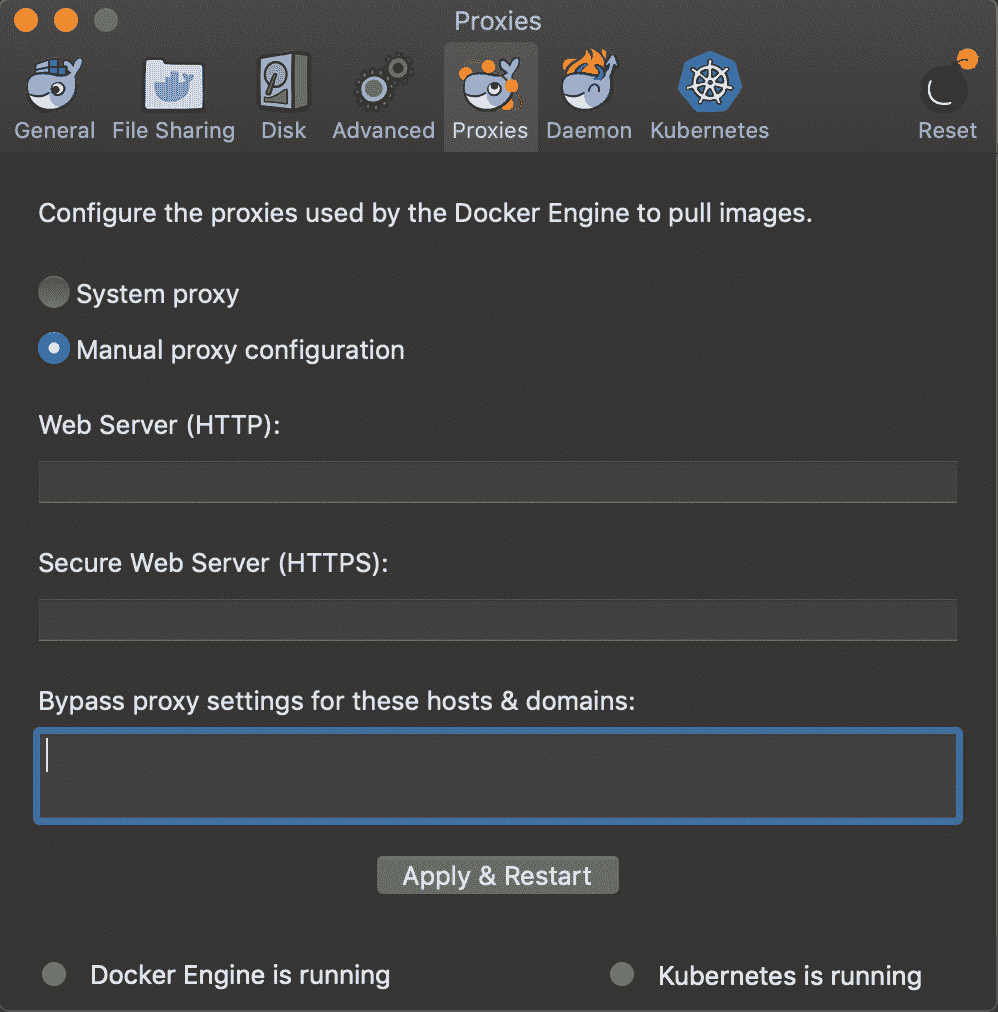 Proxies
General
File Sharing
Disk
Advanced
Proxies
Daemon
Kubernetes
Reset
Configure the proxies used by the Docker Engine to pull images.
System proxy
Manual proxy configuration
Web Server (HTTP):
Secure Web Server (HTTPS):
Bypass proxy settings for these hosts & domains:
Apply & Restart
Docker Engine is running
Kubernetes is running